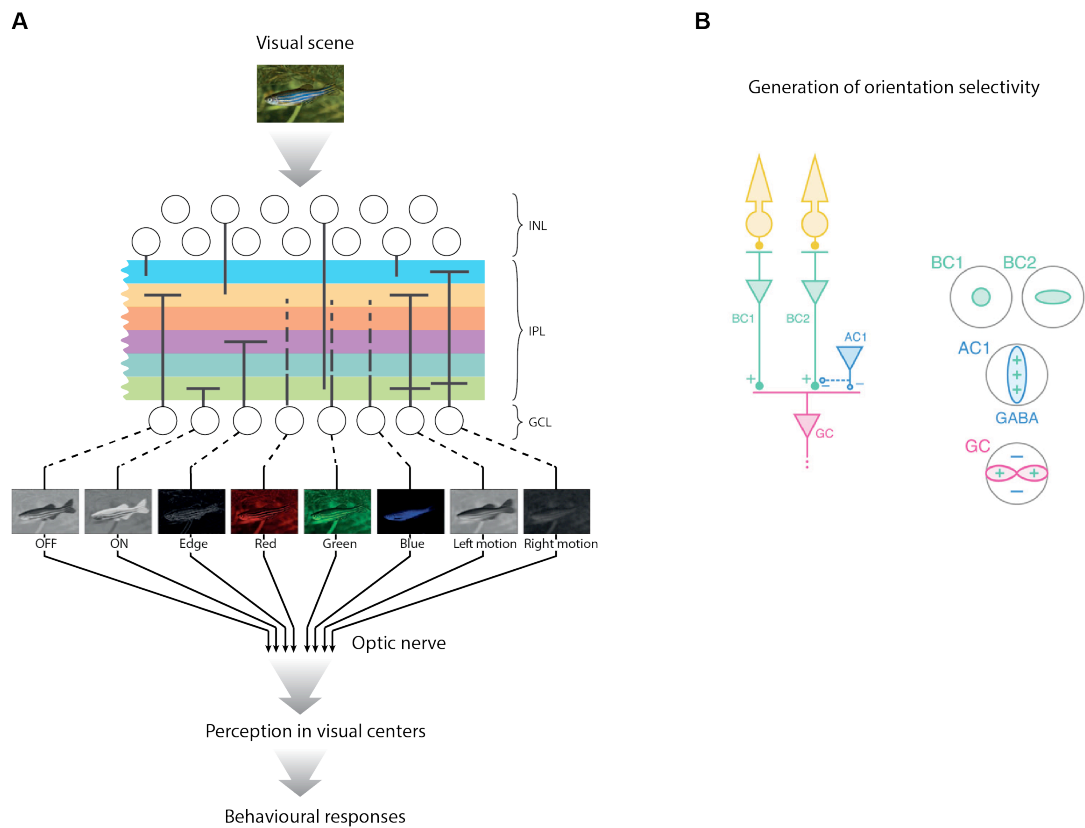 A
Visual scene
INL
IPL
GCL
OFF
ON
Edge
Red
Green
Blue
Left motion
Right motion
Optic nerve
Perception in visual centers
Behavioural responses
B
Generation of orientation selectivity
BC1
BC2
AC1
+
+
–
–
GC
BC1
BC2
AC1
+
+
+
GABA
GC
–
+
+
–